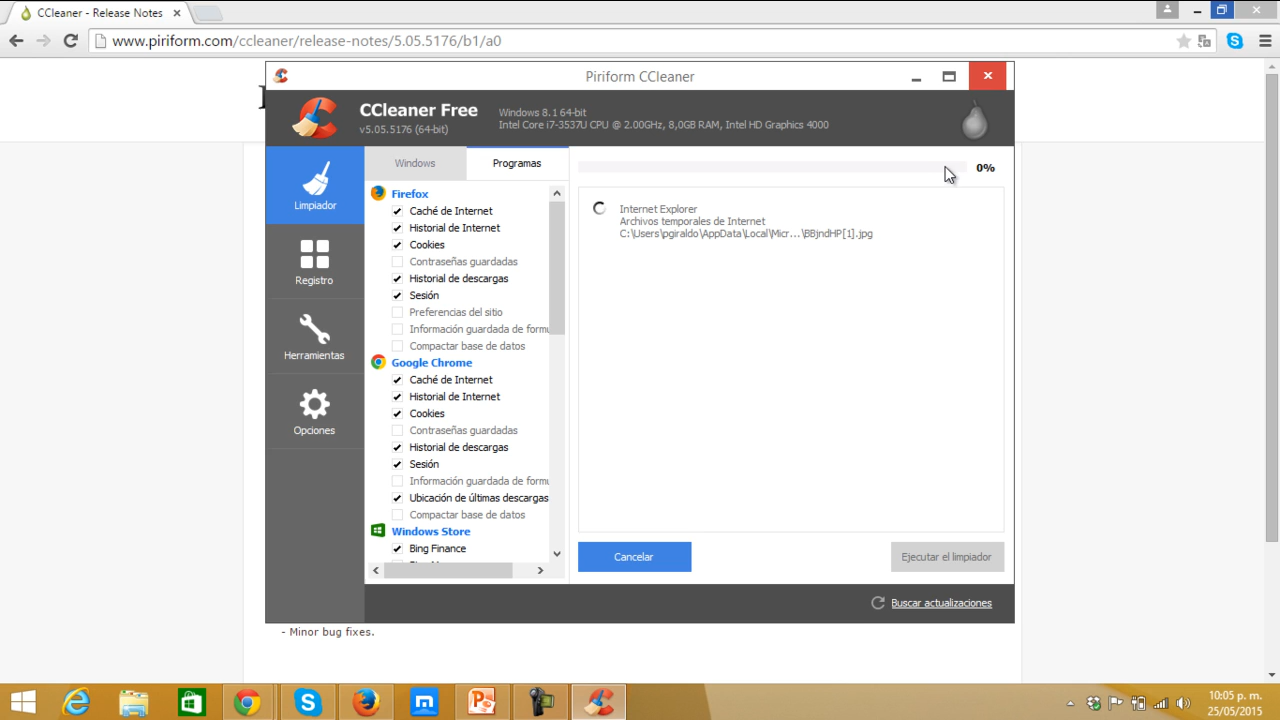 CCleaner - Release Notes
www.piriform.com/ccleaner/release-notes/5.05.5176/b1/a0
Piriform CCleaner
CCleaner Free
v5.05.5176 (64-bit)
Windows 8.1 64-bit
Intel Core i7-3537U CPU @ 2.00GHz, 8,0GB RAM, Intel HD Graphics 4000
Limpiador
Registro
Herramientas
Opciones
Windows
Programas
Firefox
Caché de Internet
Historial de Internet
Cookies
Contraseñas guardadas
Historial de descargas
Sesión
Preferencias del sitio
Información guardada de formu
Compactar base de datos
Google Chrome
Caché de Internet
Historial de Internet
Cookies
Contraseñas guardadas
Historial de descargas
Sesión
Información guardada de formu
Ubicación de últimas descargas
Compactar base de datos
Windows Store
Bing Finance
0%
Internet Explorer
Archivos temporales de Internet
C:\Users\pgiraldo\AppData\Local\Micr...\BBjndHP[1].jpg
Cancelar
Ejecutar el limpiador
Buscar actualizaciones
- Minor bug fixes.
10:05 p. m.
25/05/2015